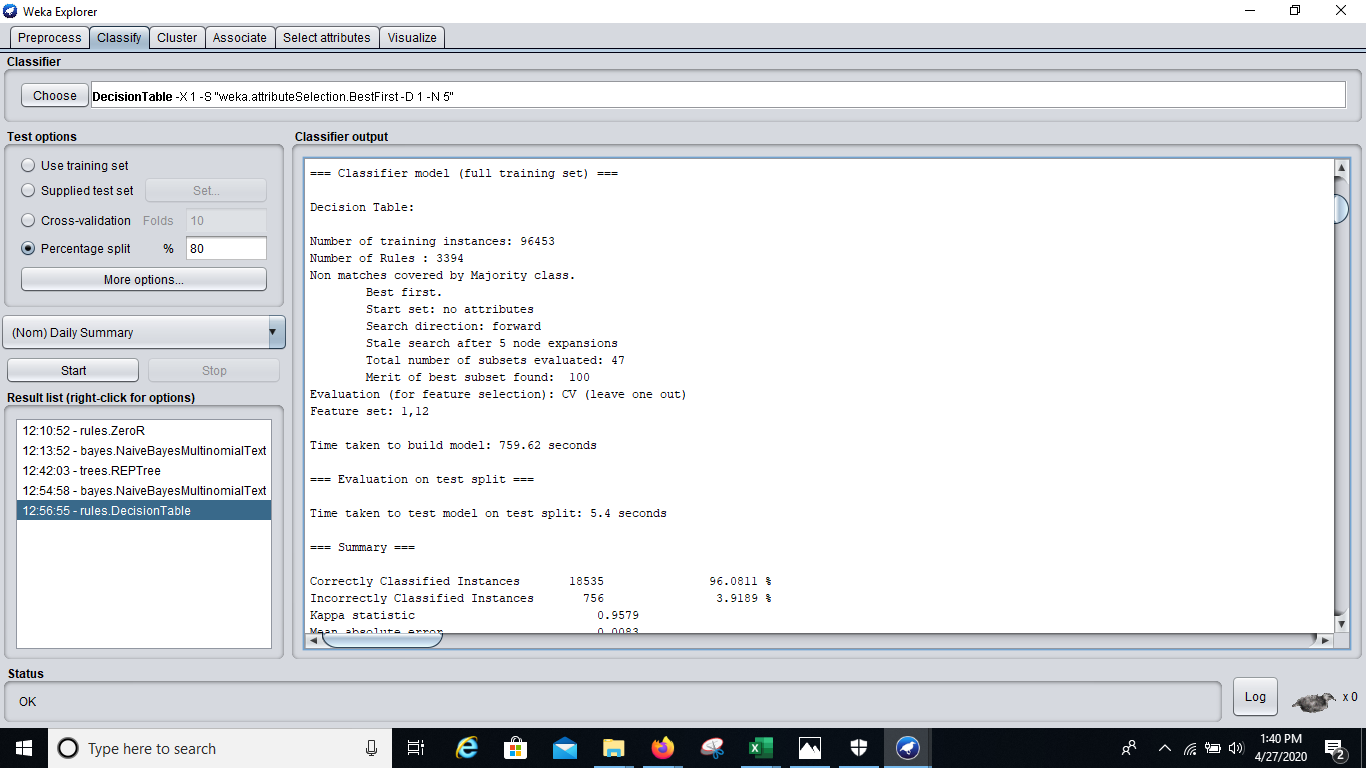 Weka Explorer
Preprocess Classify Cluster Associate Select attributes Visualize
Classifier
Choose DecisionTable -X 1 -S "weka.attributeSelection.BestFirst -D 1 -N 5"
Test options
Use training set
Supplied test set Set...
Cross-validation Folds 10
Percentage split % 80
More options...
(Nom) Daily Summary
Start Stop
Result list (right-click for options)
12:10:52 - rules.ZeroR
12:13:52 - bayes.NaiveBayesMultinomialText
12:42:03 - trees.REPTree
12:54:58 - bayes.NaiveBayesMultinomialText
12:56:55 - rules.DecisionTable
Classifier output
=== Classifier model (full training set) ===
Decision Table:
Number of training instances: 96453
Number of Rules : 3394
Non matches covered by Majority class.
Best first.
Start set: no attributes
Search direction: forward
Stale search after 5 node expansions
Total number of subsets evaluated: 47
Merit of best subset found: 100
Evaluation (for feature selection): CV (leave one out)
Feature set: 1,12
Time taken to build model: 759.62 seconds
=== Evaluation on test split ===
Time taken to test model on test split: 5.4 seconds
=== Summary ===
Correctly Classified Instances 18535 96.0811 %
Incorrectly Classified Instances 756 3.9189 %
Kappa statistic 0.9579
Mean absolute error 0.0083
Status
OK
Log
x 0
Type here to search
1:40 PM
4/27/2020
2